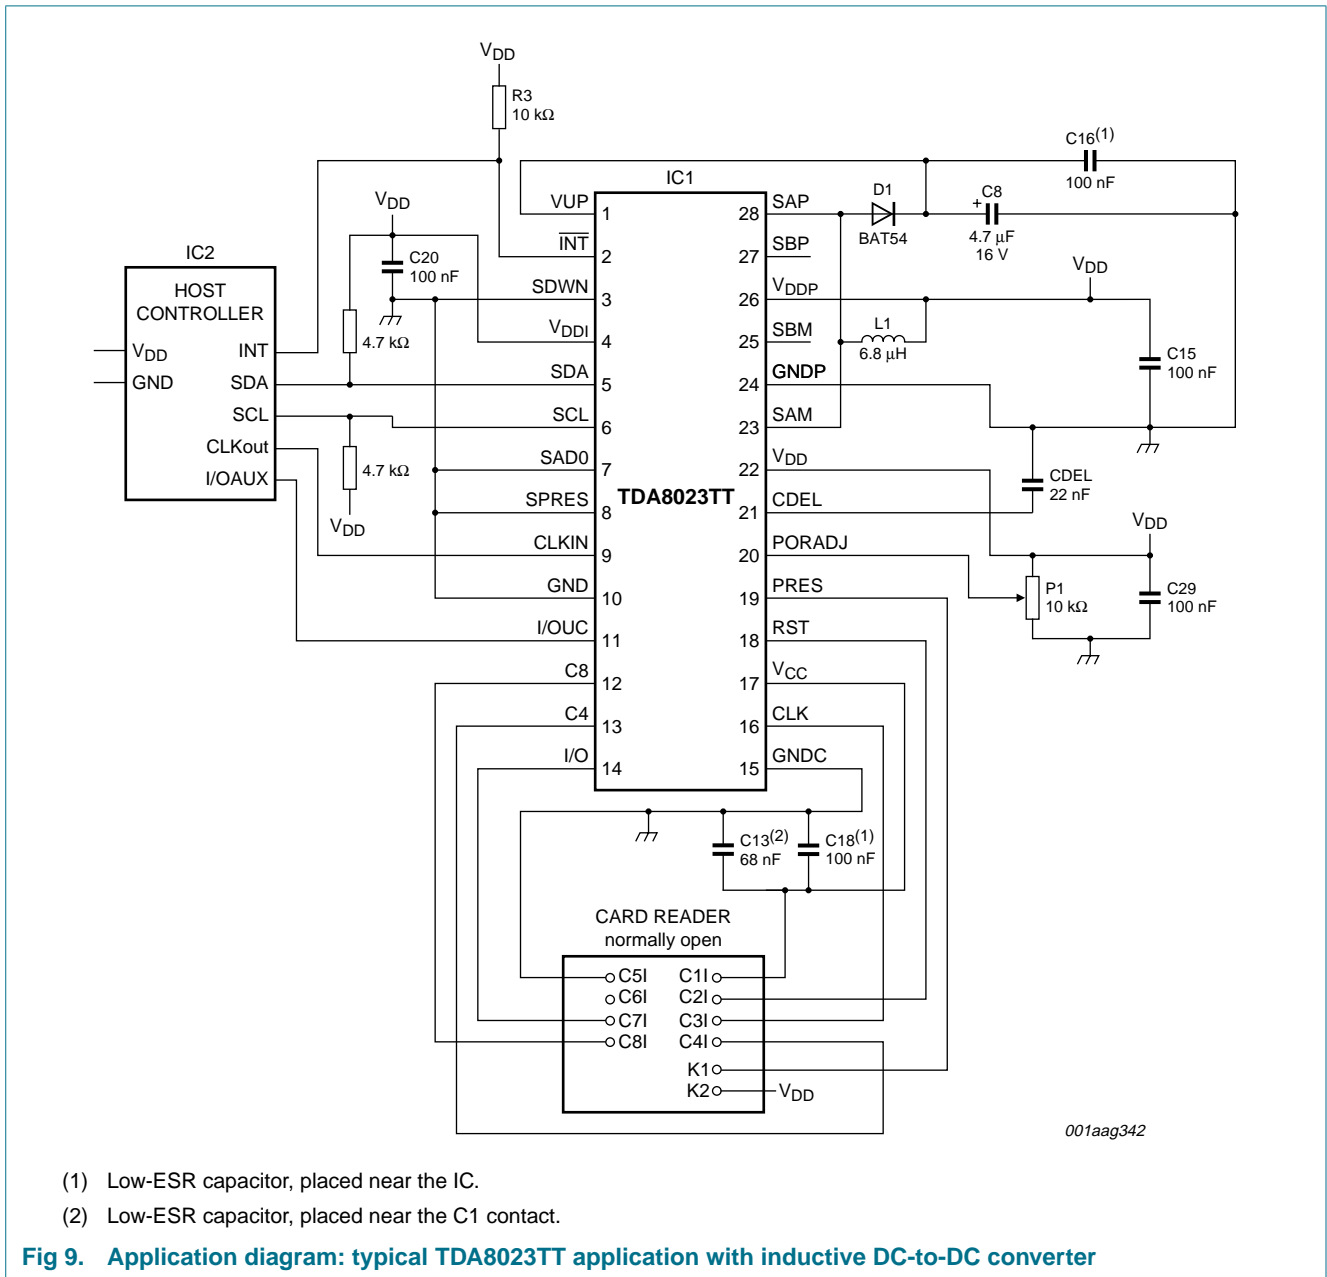 VDD
R3
10 kΩ
C16(1)
100 nF
IC1
VUP
1
28
SAP
D1
BAT54
+
C8
4.7 μF
16 V
VDD
INT
2
27
SBP
C20
100 nF
IC2
HOST
CONTROLLER
VDD
GND
INT
SDA
SCL
CLKout
I/OAUX
SDWN
3
26
VDDP
VDD
VDDI
4
25
SBM
L1
6.8 μH
4.7 kΩ
C15
100 nF
SDA
5
24
GNDP
SCL
6
23
SAM
4.7 kΩ
VDD
SAD0
7
22
VDD
TDA8023TT
CDEL
22 nF
SPRES
8
21
CDEL
VDD
CLKIN
9
20
PORADJ
P1
10 kΩ
C29
100 nF
GND
10
19
PRES
I/OUC
11
18
RST
C8
12
17
VCC
C4
13
16
CLK
I/O
14
15
GNDC
C13(2)
68 nF
C18(1)
100 nF
CARD READER
normally open
C5I
C1I
C6I
C2I
C7I
C3I
C8I
C4I
K1
K2
VDD
001aag342
(1) Low-ESR capacitor, placed near the IC.
(2) Low-ESR capacitor, placed near the C1 contact.
Fig 9. Application diagram: typical TDA8023TT application with inductive DC-to-DC converter